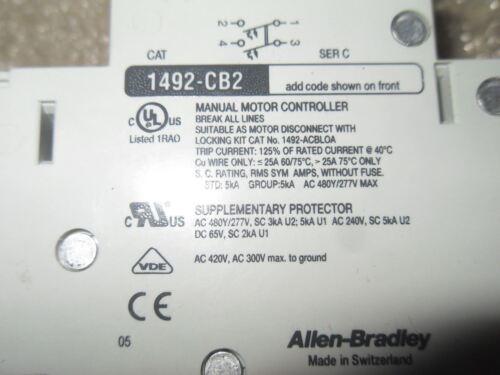 2 1
4 3
CAT SER C
1492-CB2 add code shown on front
MANUAL MOTOR CONTROLLER
BREAK ALL LINES
C UL US SUITABLE AS MOTOR DISCONNECT WITH
Listed 1RA0 LOCKING KIT CAT No. 1492-ACBLOA
TRIP CURRENT: 125% OF RATED CURRENT @ 40°C
Cu WIRE ONLY: ≤ 25A 60/75°C, > 25A 75°C ONLY
S. C. RATING, RMS SYM AMPS, WITHOUT FUSE.
STD: 5kA GROUP:5kA AC 480Y/277V MAX
SUPPLEMENTARY PROTECTOR
C US AC 480Y/277V, SC 3kA U2; 5kA U1 AC 240V, SC 5kA U2
DC 65V, SC 2kA U1
VDE AC 420V, AC 300V max. to ground
CE
05 Allen-Bradley
Made in Switzerland